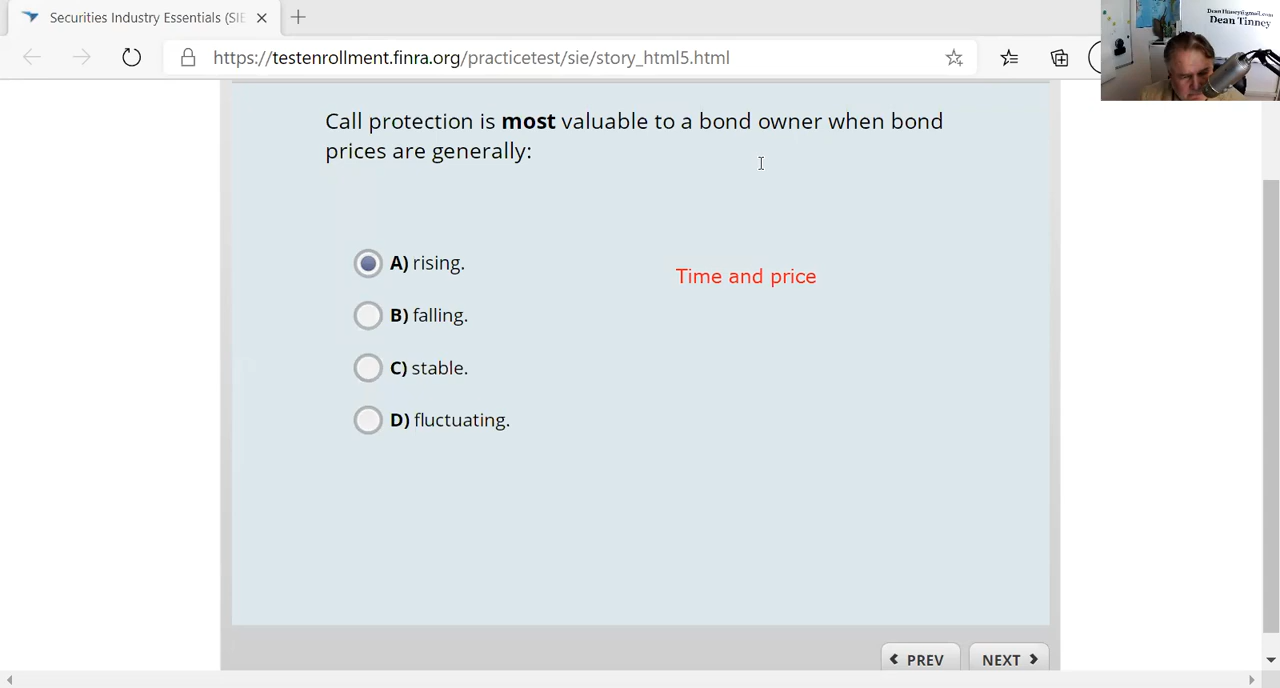 Securities Industry Essentials (SIE
https://testenrollment.finra.org/practicetest/sie/story_html5.html
Dean Tinney
Call protection is most valuable to a bond owner when bond
prices are generally:
A) rising.
Time and price
B) falling.
C) stable.
D) fluctuating.
PREV
NEXT